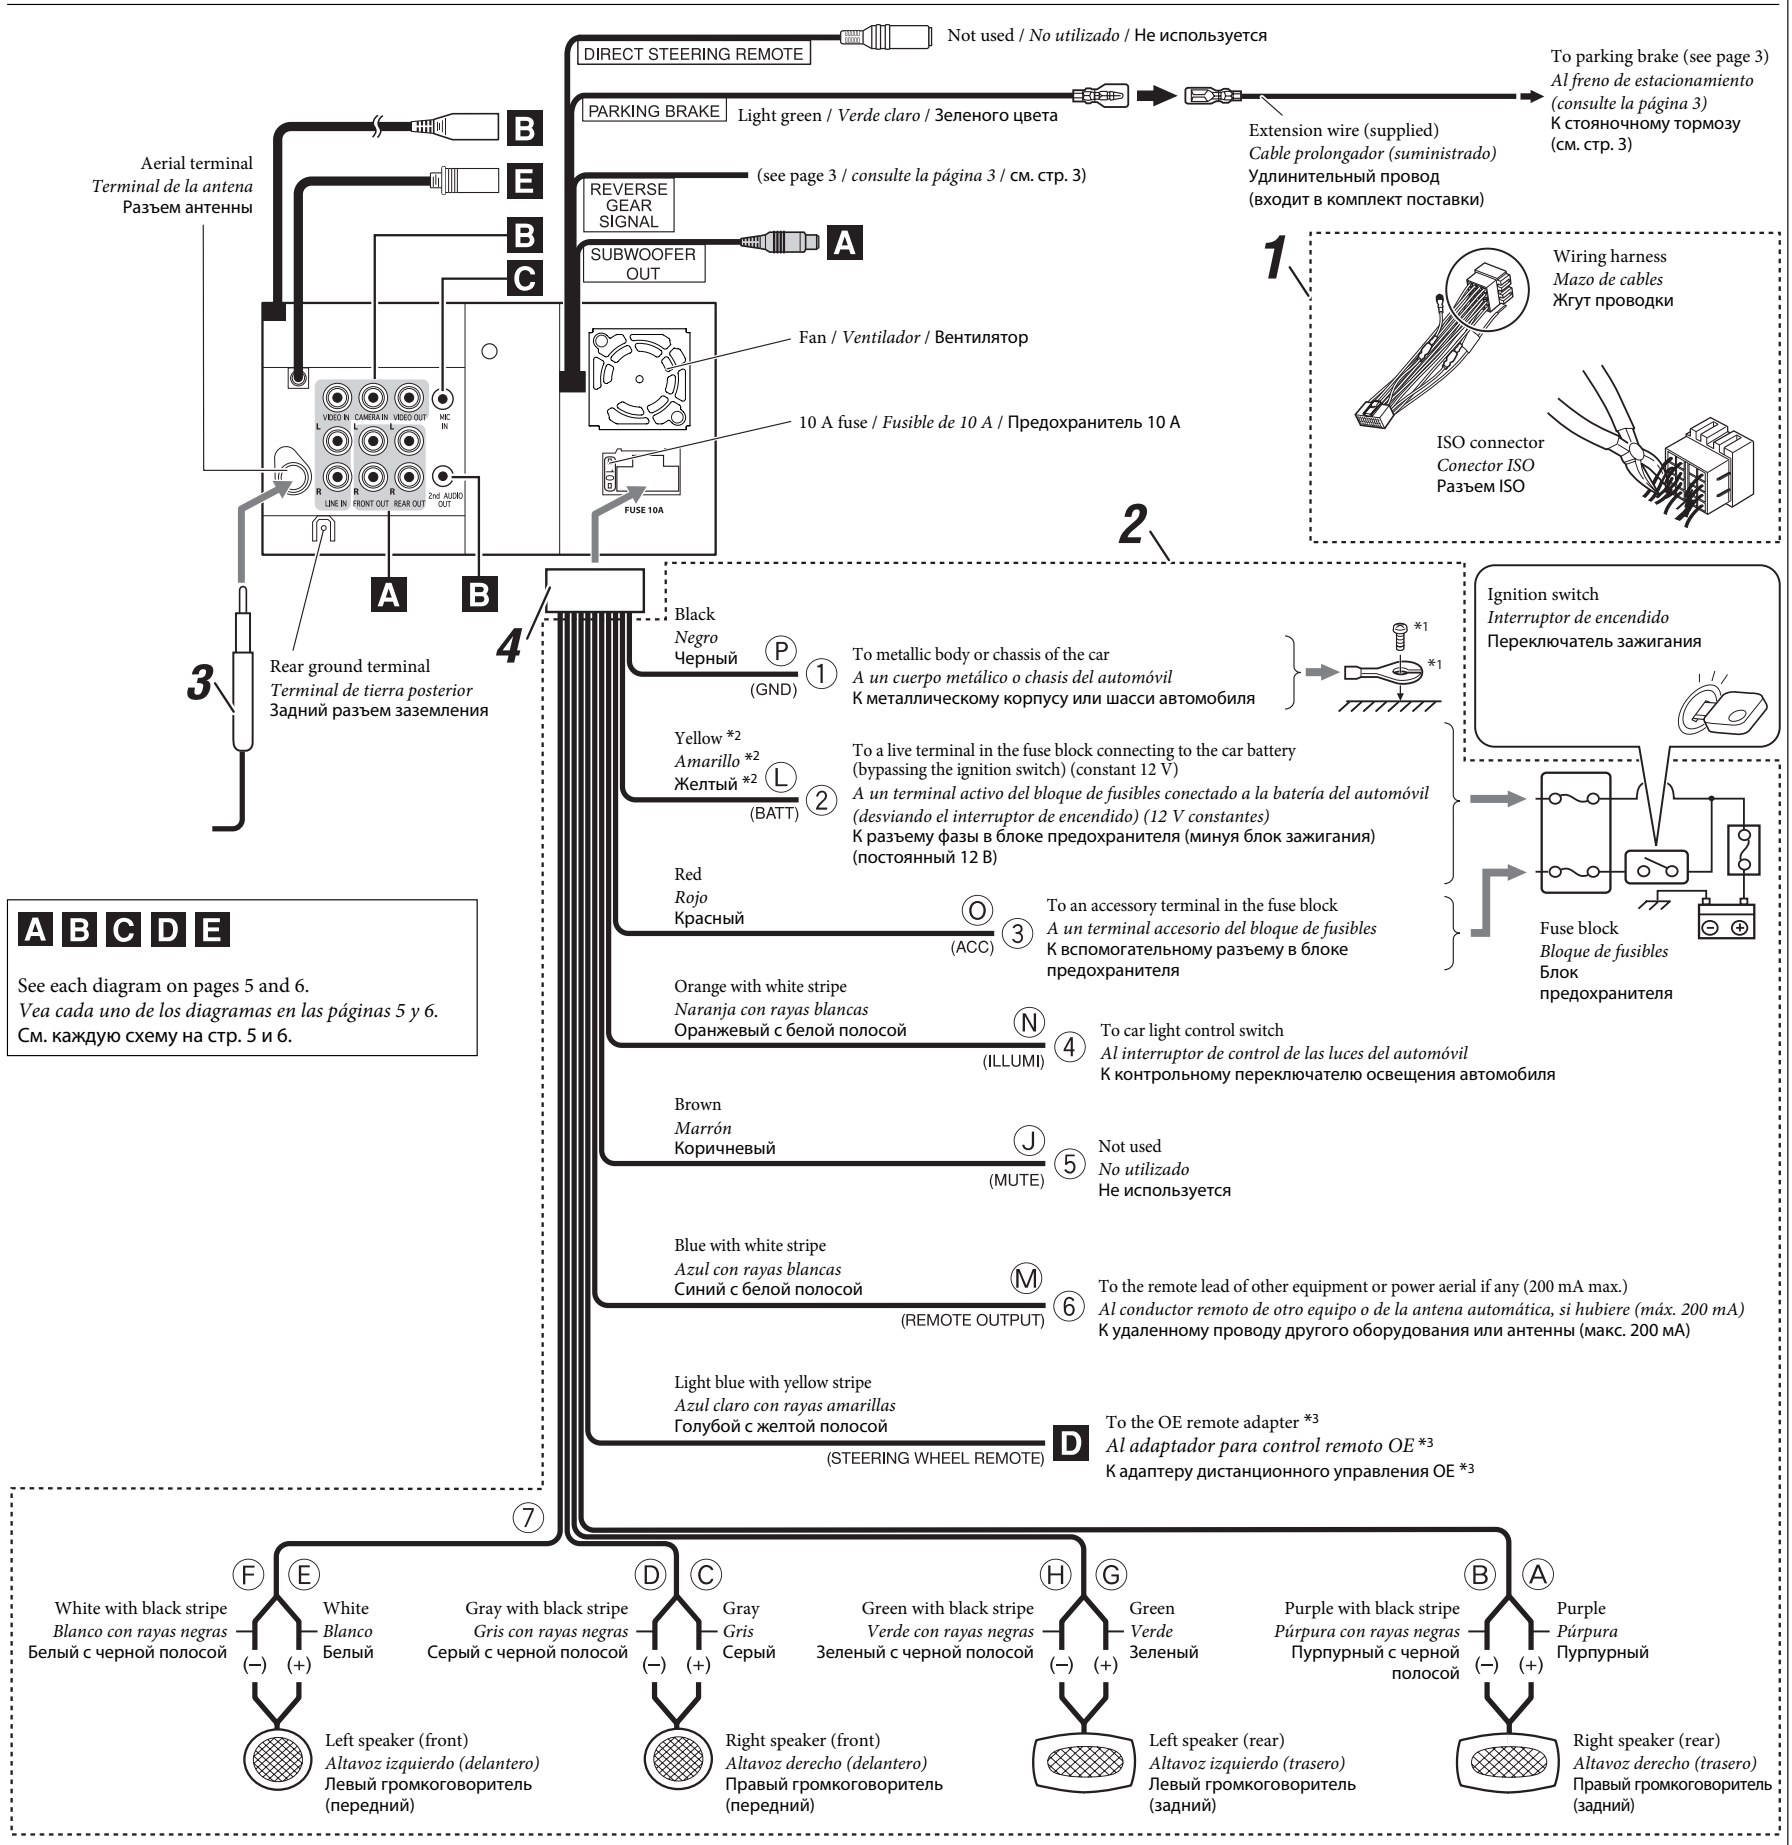 DIRECT STEERING REMOTE
Not used / No utilizado / Не используется
PARKING BRAKE
Light green / Verde claro / Зеленого цвета
To parking brake (see page 3)
Al freno de estacionamiento
(consulte la página 3)
К стояночному тормозу
(см. стр. 3)
Extension wire (supplied)
Cable prolongador (suministrado)
Удлинительный провод
(входит в комплект поставки)
B
Aerial terminal
Terminal de la antena
Разъем антенны
E
REVERSE
GEAR
SIGNAL
(see page 3 / consulte la página 3 / см. стр. 3)
B
SUBWOOFER
OUT
A
C
1
Wiring harness
Mazo de cables
Жгут проводки
ISO connector
Conector ISO
Разъем ISO
Fan / Ventilador / Вентилятор
10 A fuse / Fusible de 10 A / Предохранитель 10 A
VIDEO IN CAMERA IN VIDEO OUT MIC
IN
L L L
R R R
LINE IN FRONT OUT REAR OUT 2nd AUDIO
OUT
10
FUSE 10A
A
B
3
Rear ground terminal
Terminal de tierra posterior
Задний разъем заземления
4
2
Ignition switch
Interruptor de encendido
Переключатель зажигания
Black
Negro
Черный
P
(GND)
1
To metallic body or chassis of the car
A un cuerpo metálico o chasis del automóvil
К металлическому корпусу или шасси автомобиля
*1
*1
Yellow *2
Amarillo *2
Желтый *2
L
(BATT)
2
To a live terminal in the fuse block connecting to the car battery
(bypassing the ignition switch) (constant 12 V)
A un terminal activo del bloque de fusibles conectado a la batería del automóvil
(desviando el interruptor de encendido) (12 V constantes)
К разъему фазы в блоке предохранителя (минуя блок зажигания)
(постоянный 12 В)
Red
Rojo
Красный
O
(ACC)
3
To an accessory terminal in the fuse block
A un terminal accesorio del bloque de fusibles
К вспомогательному разъему в блоке
предохранителя
Fuse block
Bloque de fusibles
Блок
предохранителя
A B C D E
See each diagram on pages 5 and 6.
Vea cada uno de los diagramas en las páginas 5 y 6.
См. каждую схему на стр. 5 и 6.
Orange with white stripe
Naranja con rayas blancas
Оранжевый с белой полосой
N
(ILLUMI)
4
To car light control switch
Al interruptor de control de las luces del automóvil
К контрольному переключателю освещения автомобиля
Brown
Marrón
Коричневый
J
(MUTE)
5
Not used
No utilizado
Не используется
Blue with white stripe
Azul con rayas blancas
Синий с белой полосой
M
(REMOTE OUTPUT)
6
To the remote lead of other equipment or power aerial if any (200 mA max.)
Al conductor remoto de otro equipo o de la antena automática, si hubiere (máx. 200 mA)
К удаленному проводу другого оборудования или антенны (макс. 200 мА)
Light blue with yellow stripe
Azul claro con rayas amarillas
Голубой с желтой полосой
(STEERING WHEEL REMOTE)
D
To the OE remote adapter *3
Al adaptador para control remoto OE *3
К адаптеру дистанционного управления OE *3
7
F E
White with black stripe
Blanco con rayas negras
Белый с черной полосой
White
Blanco
Белый
(−) (+)
Left speaker (front)
Altavoz izquierdo (delantero)
Левый громкоговоритель
(передний)
D C
Gray with black stripe
Gris con rayas negras
Серый с черной полосой
Gray
Gris
Серый
(−) (+)
Right speaker (front)
Altavoz derecho (delantero)
Правый громкоговоритель
(передний)
H G
Green with black stripe
Verde con rayas negras
Зеленый с черной полосой
Green
Verde
Зеленый
(−) (+)
Left speaker (rear)
Altavoz izquierdo (trasero)
Левый громкоговоритель
(задний)
B A
Purple with black stripe
Púrpura con rayas negras
Пурпурный с черной
полосой
Purple
Púrpura
Пурпурный
(−) (+)
Right speaker (rear)
Altavoz derecho (trasero)
Правый громкоговоритель
(задний)